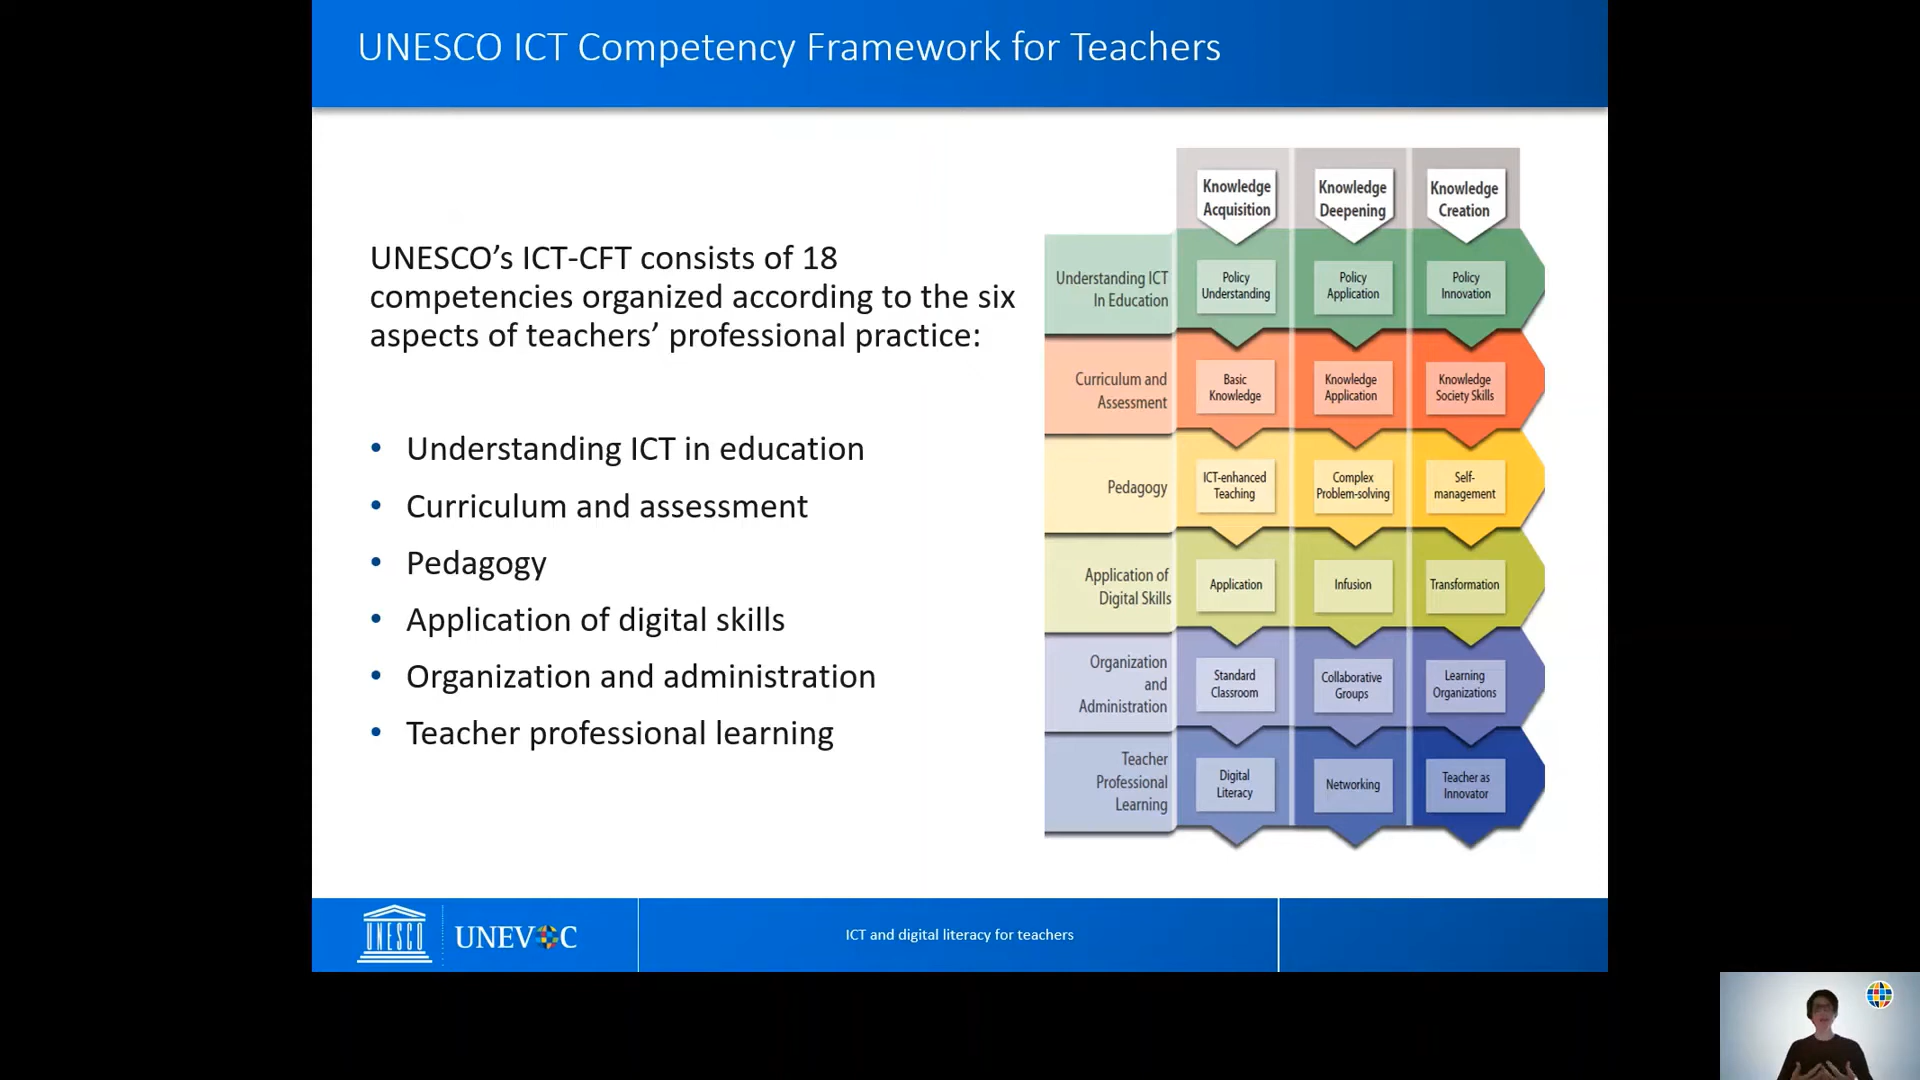 UNESCO ICT Competency Framework for Teachers
UNESCO’s ICT-CFT consists of 18
competencies organized according to the six
aspects of teachers’ professional practice:
• Understanding ICT in education
• Curriculum and assessment
• Pedagogy
• Application of digital skills
• Organization and administration
• Teacher professional learning
Knowledge
Acquisition
Knowledge
Deepening
Knowledge
Creation
Understanding ICT
In Education
Policy
Understanding
Policy
Application
Policy
Innovation
Curriculum and
Assessment
Basic
Knowledge
Knowledge
Application
Knowledge
Society Skills
Pedagogy
ICT-enhanced
Teaching
Complex
Problem-solving
Self-
management
Application of
Digital Skills
Application
Infusion
Transformation
Organization
and
Administration
Standard
Classroom
Collaborative
Groups
Learning
Organizations
Teacher
Professional
Learning
Digital
Literacy
Networking
Teacher as
Innovator
UNESCO
UNEVOC
ICT and digital literacy for teachers